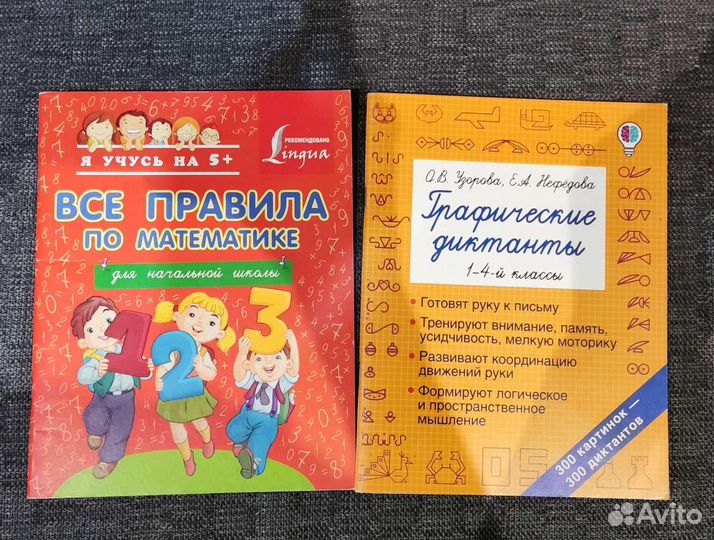 Я УЧУСЬ НА 5+
РЕКОМЕНДОВАНО
Lingua
ВСЕ ПРАВИЛА
ПО МАТЕМАТИКЕ
для начальной школы
1 2 3
О.В. Узорова, Е.А. Нефёдова
Графические
диктанты
1–4-й классы
• Готовят руку к письму
• Тренируют внимание, память,
усидчивость, мелкую моторику
• Развивают координацию
движений руки
• Формируют логическое
и пространственное
мышление
300 картинок —
300 диктантов
Avito